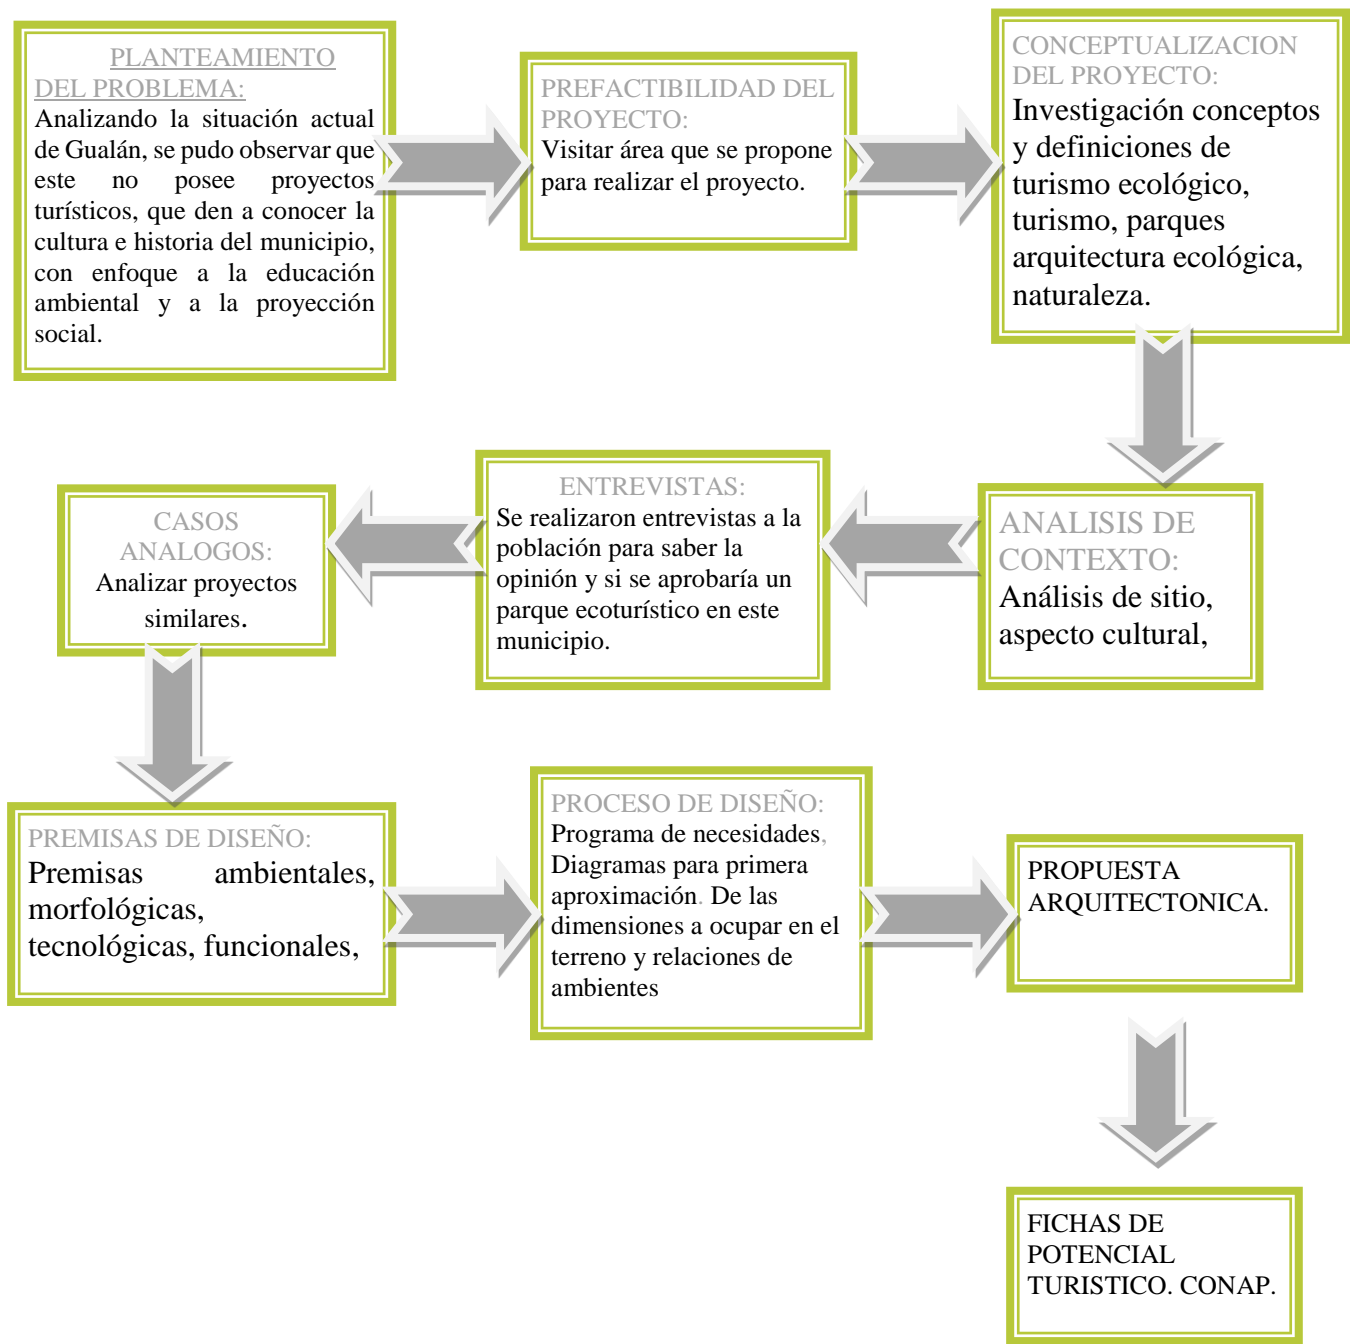 PLANTEAMIENTO
DEL PROBLEMA:
Analizando la situación actual
de Gualán, se pudo observar que
este no posee proyectos
turísticos, que den a conocer la
cultura e historia del municipio,
con enfoque a la educación
ambiental y a la proyección
social.
PREFACTIBILIDAD DEL
PROYECTO:
Visitar área que se propone
para realizar el proyecto.
CONCEPTUALIZACION
DEL PROYECTO:
Investigación conceptos
y definiciones de
turismo ecológico,
turismo, parques
arquitectura ecológica,
naturaleza.
ANALISIS DE
CONTEXTO:
Análisis de sitio,
aspecto cultural,
ENTREVISTAS:
Se realizaron entrevistas a la
población para saber la
opinión y si se aprobaría un
parque ecoturístico en este
municipio.
CASOS
ANALOGOS:
Analizar proyectos
similares.
PREMISAS DE DISEÑO:
Premisas ambientales,
morfológicas,
tecnológicas, funcionales,
PROCESO DE DISEÑO:
Programa de necesidades,
Diagramas para primera
aproximación. De las
dimensiones a ocupar en el
terreno y relaciones de
ambientes
PROPUESTA
ARQUITECTONICA.
FICHAS DE
POTENCIAL
TURISTICO. CONAP.